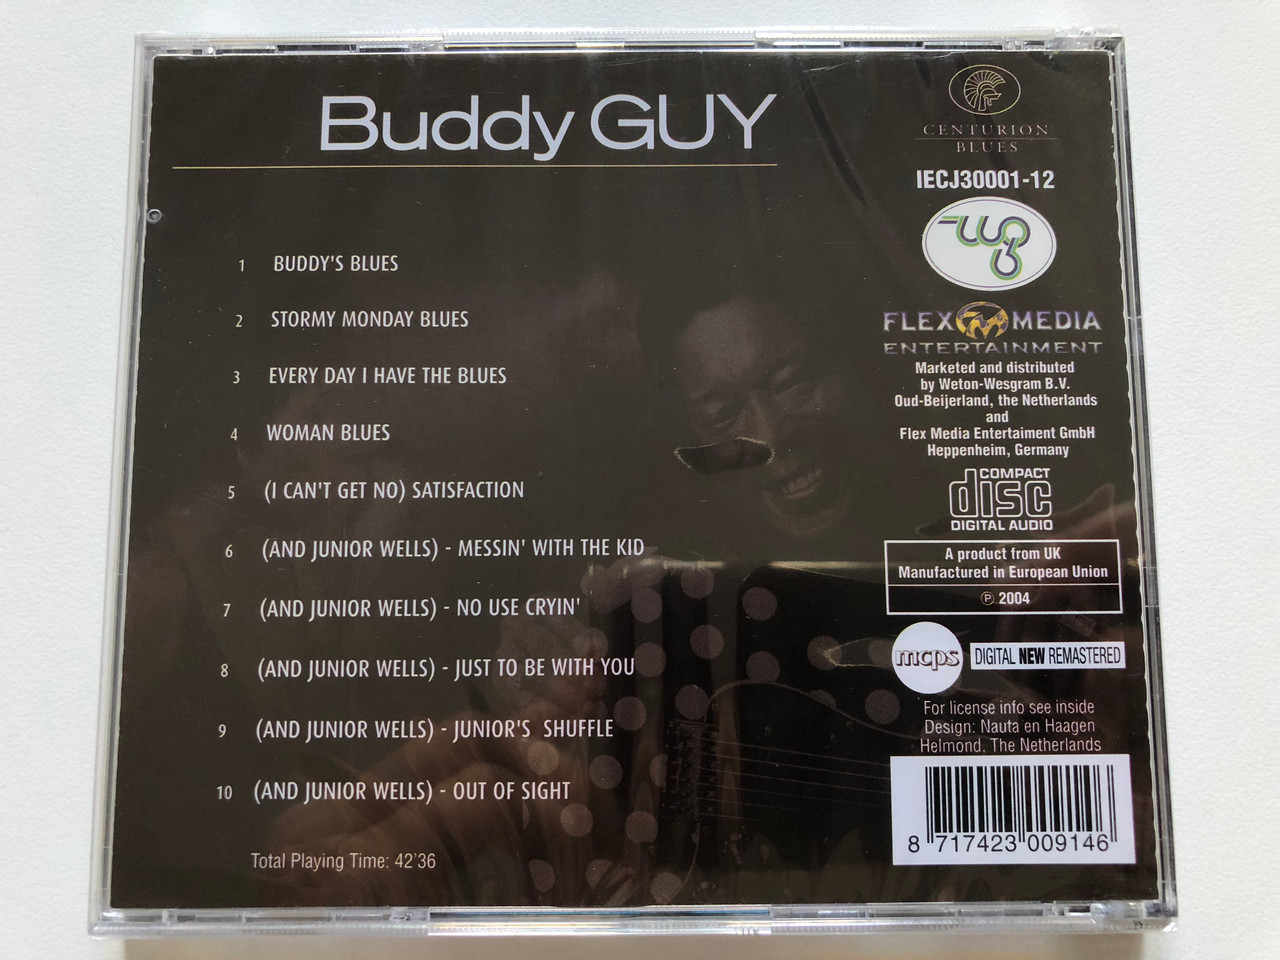 Buddy GUY
1 BUDDY'S BLUES
2 STORMY MONDAY BLUES
3 EVERY DAY I HAVE THE BLUES
4 WOMAN BLUES
5 (I CAN'T GET NO) SATISFACTION
6 (AND JUNIOR WELLS) - MESSIN' WITH THE KID
7 (AND JUNIOR WELLS) - NO USE CRYIN'
8 (AND JUNIOR WELLS) - JUST TO BE WITH YOU
9 (AND JUNIOR WELLS) - JUNIOR'S SHUFFLE
10 (AND JUNIOR WELLS) - OUT OF SIGHT
Total Playing Time: 42'36
CENTURION
BLUES
IECJ30001-12
FLEX MEDIA
ENTERTAINMENT
Marketed and distributed
by Weton-Wesgram B.V.
Oud-Beijerland, the Netherlands
and
Flex Media Entertaiment GmbH
Heppenheim, Germany
COMPACT
disc
DIGITAL AUDIO
A product from UK
Manufactured in European Union
℗ 2004
mcps DIGITAL NEW REMASTERED
For license info see inside
Design: Nauta en Haagen
Helmond, The Netherlands
8 717423 009146